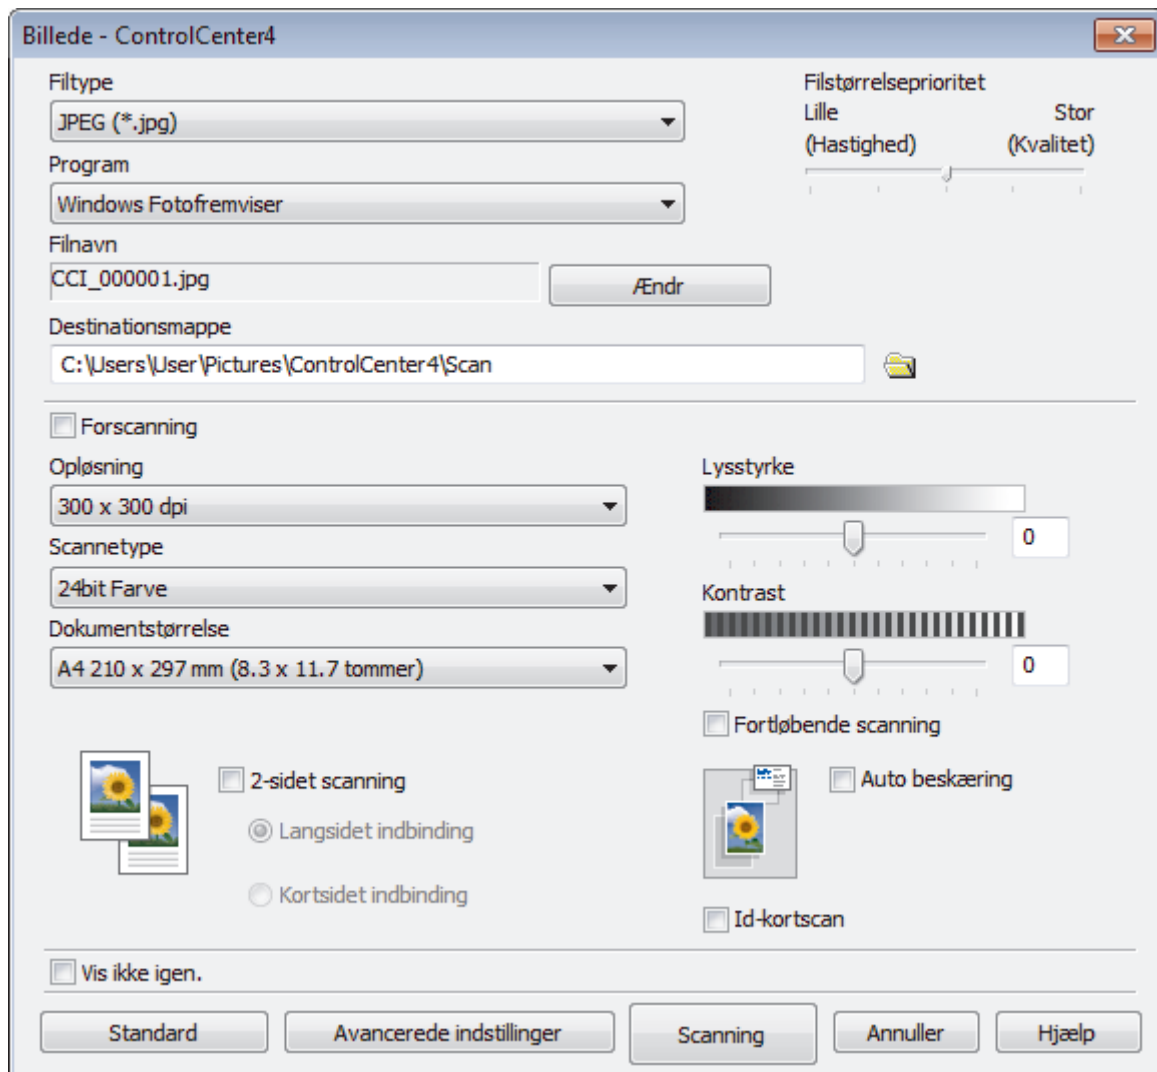 Billede - ControlCenter4
Filtype
JPEG (*.jpg)
Program
Windows Fotofremviser
Filnavn
CCI_000001.jpg
Ændr
Destinationsmappe
C:\Users\User\Pictures\ControlCenter4\Scan
Filstørrelseprioritet
Lille Stor
(Hastighed) (Kvalitet)
Forscanning
Opløsning
300 x 300 dpi
Scannetype
24bit Farve
Dokumentstørrelse
A4 210 x 297 mm (8.3 x 11.7 tommer)
2-sidet scanning
Langsidet indbinding
Kortsidet indbinding
Lysstyrke
0
Kontrast
0
Fortløbende scanning
Auto beskæring
Id-kortscan
Vis ikke igen.
Standard Avancerede indstillinger Scanning Annuller Hjælp